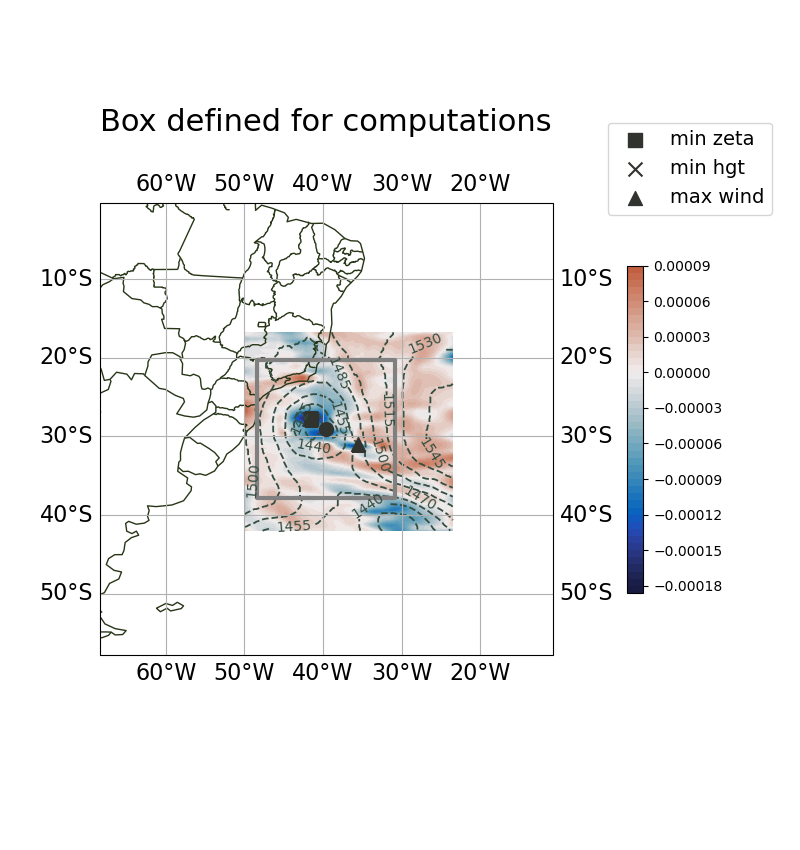 Box defined for computations
min zeta
min hgt
max wind
60°W 50°W 40°W 30°W 20°W
10°S 10°S
20°S 20°S
30°S 30°S
40°S 40°S
50°S 50°S
60°W 50°W 40°W 30°W 20°W
1530
1485
1515
1455
1440
1500
1545
1500
1470
1440
1455
0.00009
0.00006
0.00003
0.00000
−0.00003
−0.00006
−0.00009
−0.00012
−0.00015
−0.00018